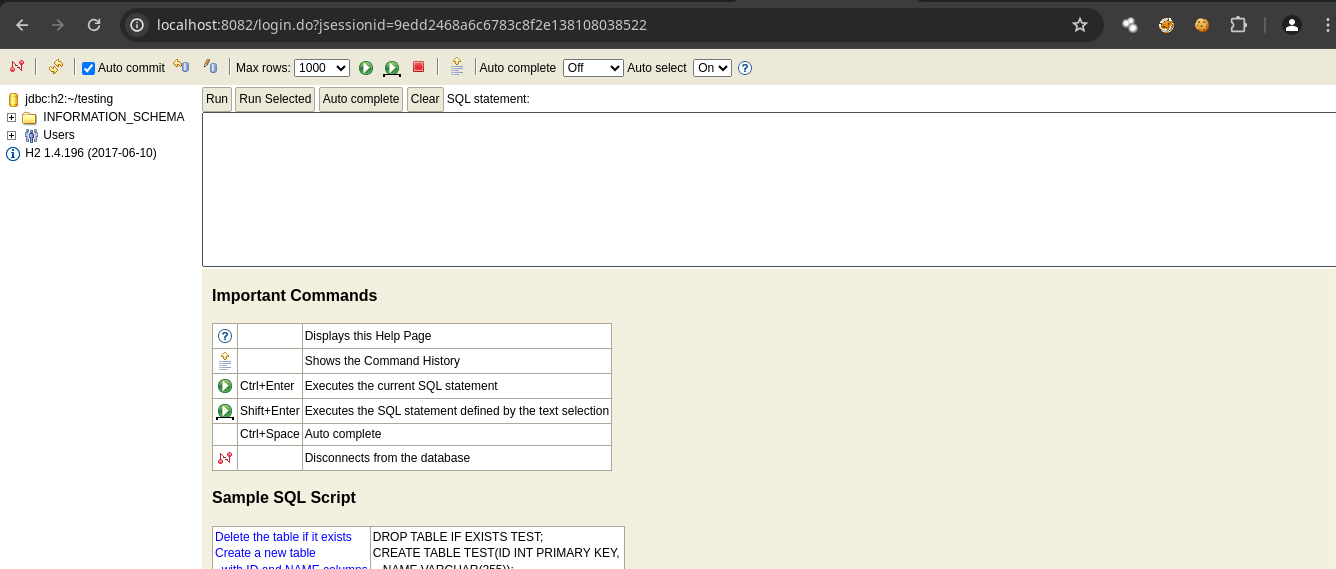 localhost:8082/login.do?jsessionid=9edd2468a6c6783c8f2e138108038522
Auto commit Max rows: 1000 Auto complete Off Auto select On
jdbc:h2:~/testing
INFORMATION_SCHEMA
Users
H2 1.4.196 (2017-06-10)
Run Run Selected Auto complete Clear SQL statement:
Important Commands
Displays this Help Page
Shows the Command History
Ctrl+Enter Executes the current SQL statement
Shift+Enter Executes the SQL statement defined by the text selection
Ctrl+Space Auto complete
Disconnects from the database
Sample SQL Script
Delete the table if it exists DROP TABLE IF EXISTS TEST;
Create a new table CREATE TABLE TEST(ID INT PRIMARY KEY,
with ID and NAME columns NAME VARCHAR(255));